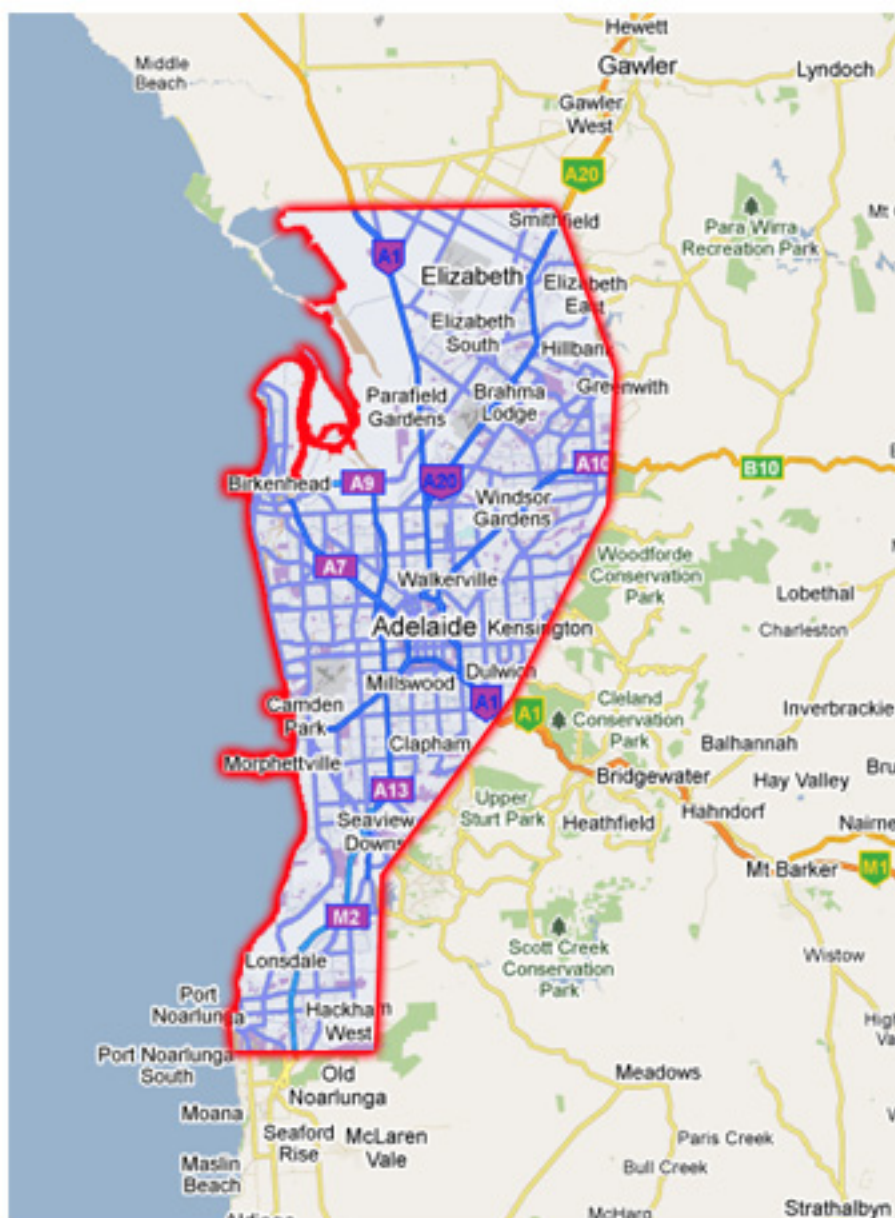 Hewett
Middle
Beach
Gawler
Lyndoch
Gawler
West
A20
Smithfield
Para Wirra
Recreation Park
A1
Elizabeth
Elizabeth
East
Elizabeth
South
Hillbank
Greenwith
Parafield
Gardens
Brahma
Lodge
A10
B10
Birkenhead
A9
A20
Windsor
Gardens
Woodforde
Conservation
Park
A7
Walkerville
Lobethal
Adelaide
Kensington
Charleston
Millswood
Dulwich
Camden
Park
A1
A1
Cleland
Conservation
Park
Inverbrackie
Clapham
Balhannah
Morphettville
Bridgewater
Hay Valley
A13
Upper
Sturt Park
Hahndorf
Seaview
Downs
Heathfield
Nairne
Mt Barker
M1
M2
Scott Creek
Conservation
Park
Wistow
Lonsdale
Port
Noarlunga
Hackham
West
Port Noarlunga
South
Old
Noarlunga
Meadows
Moana
Seaford
Rise
McLaren
Vale
Paris Creek
Maslin
Beach
Bull Creek
Strathalbyn